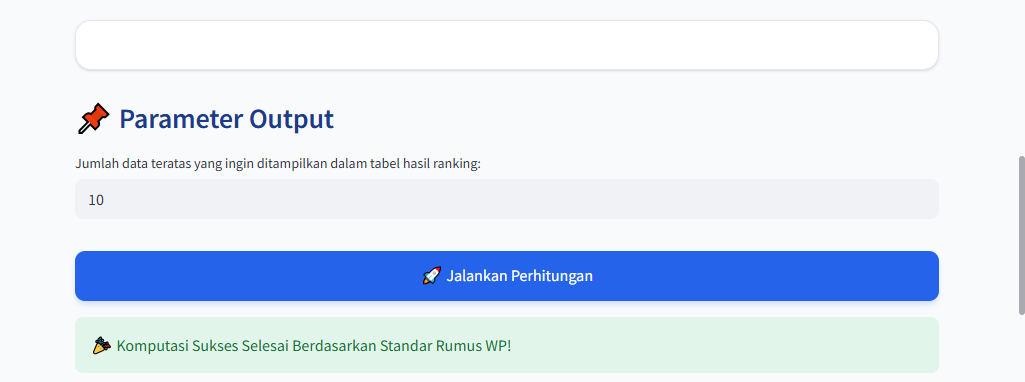 Parameter Output
Jumlah data teratas yang ingin ditampilkan dalam tabel hasil ranking:
10
Jalankan Perhitungan
Komputasi Sukses Selesai Berdasarkan Standar Rumus WP!